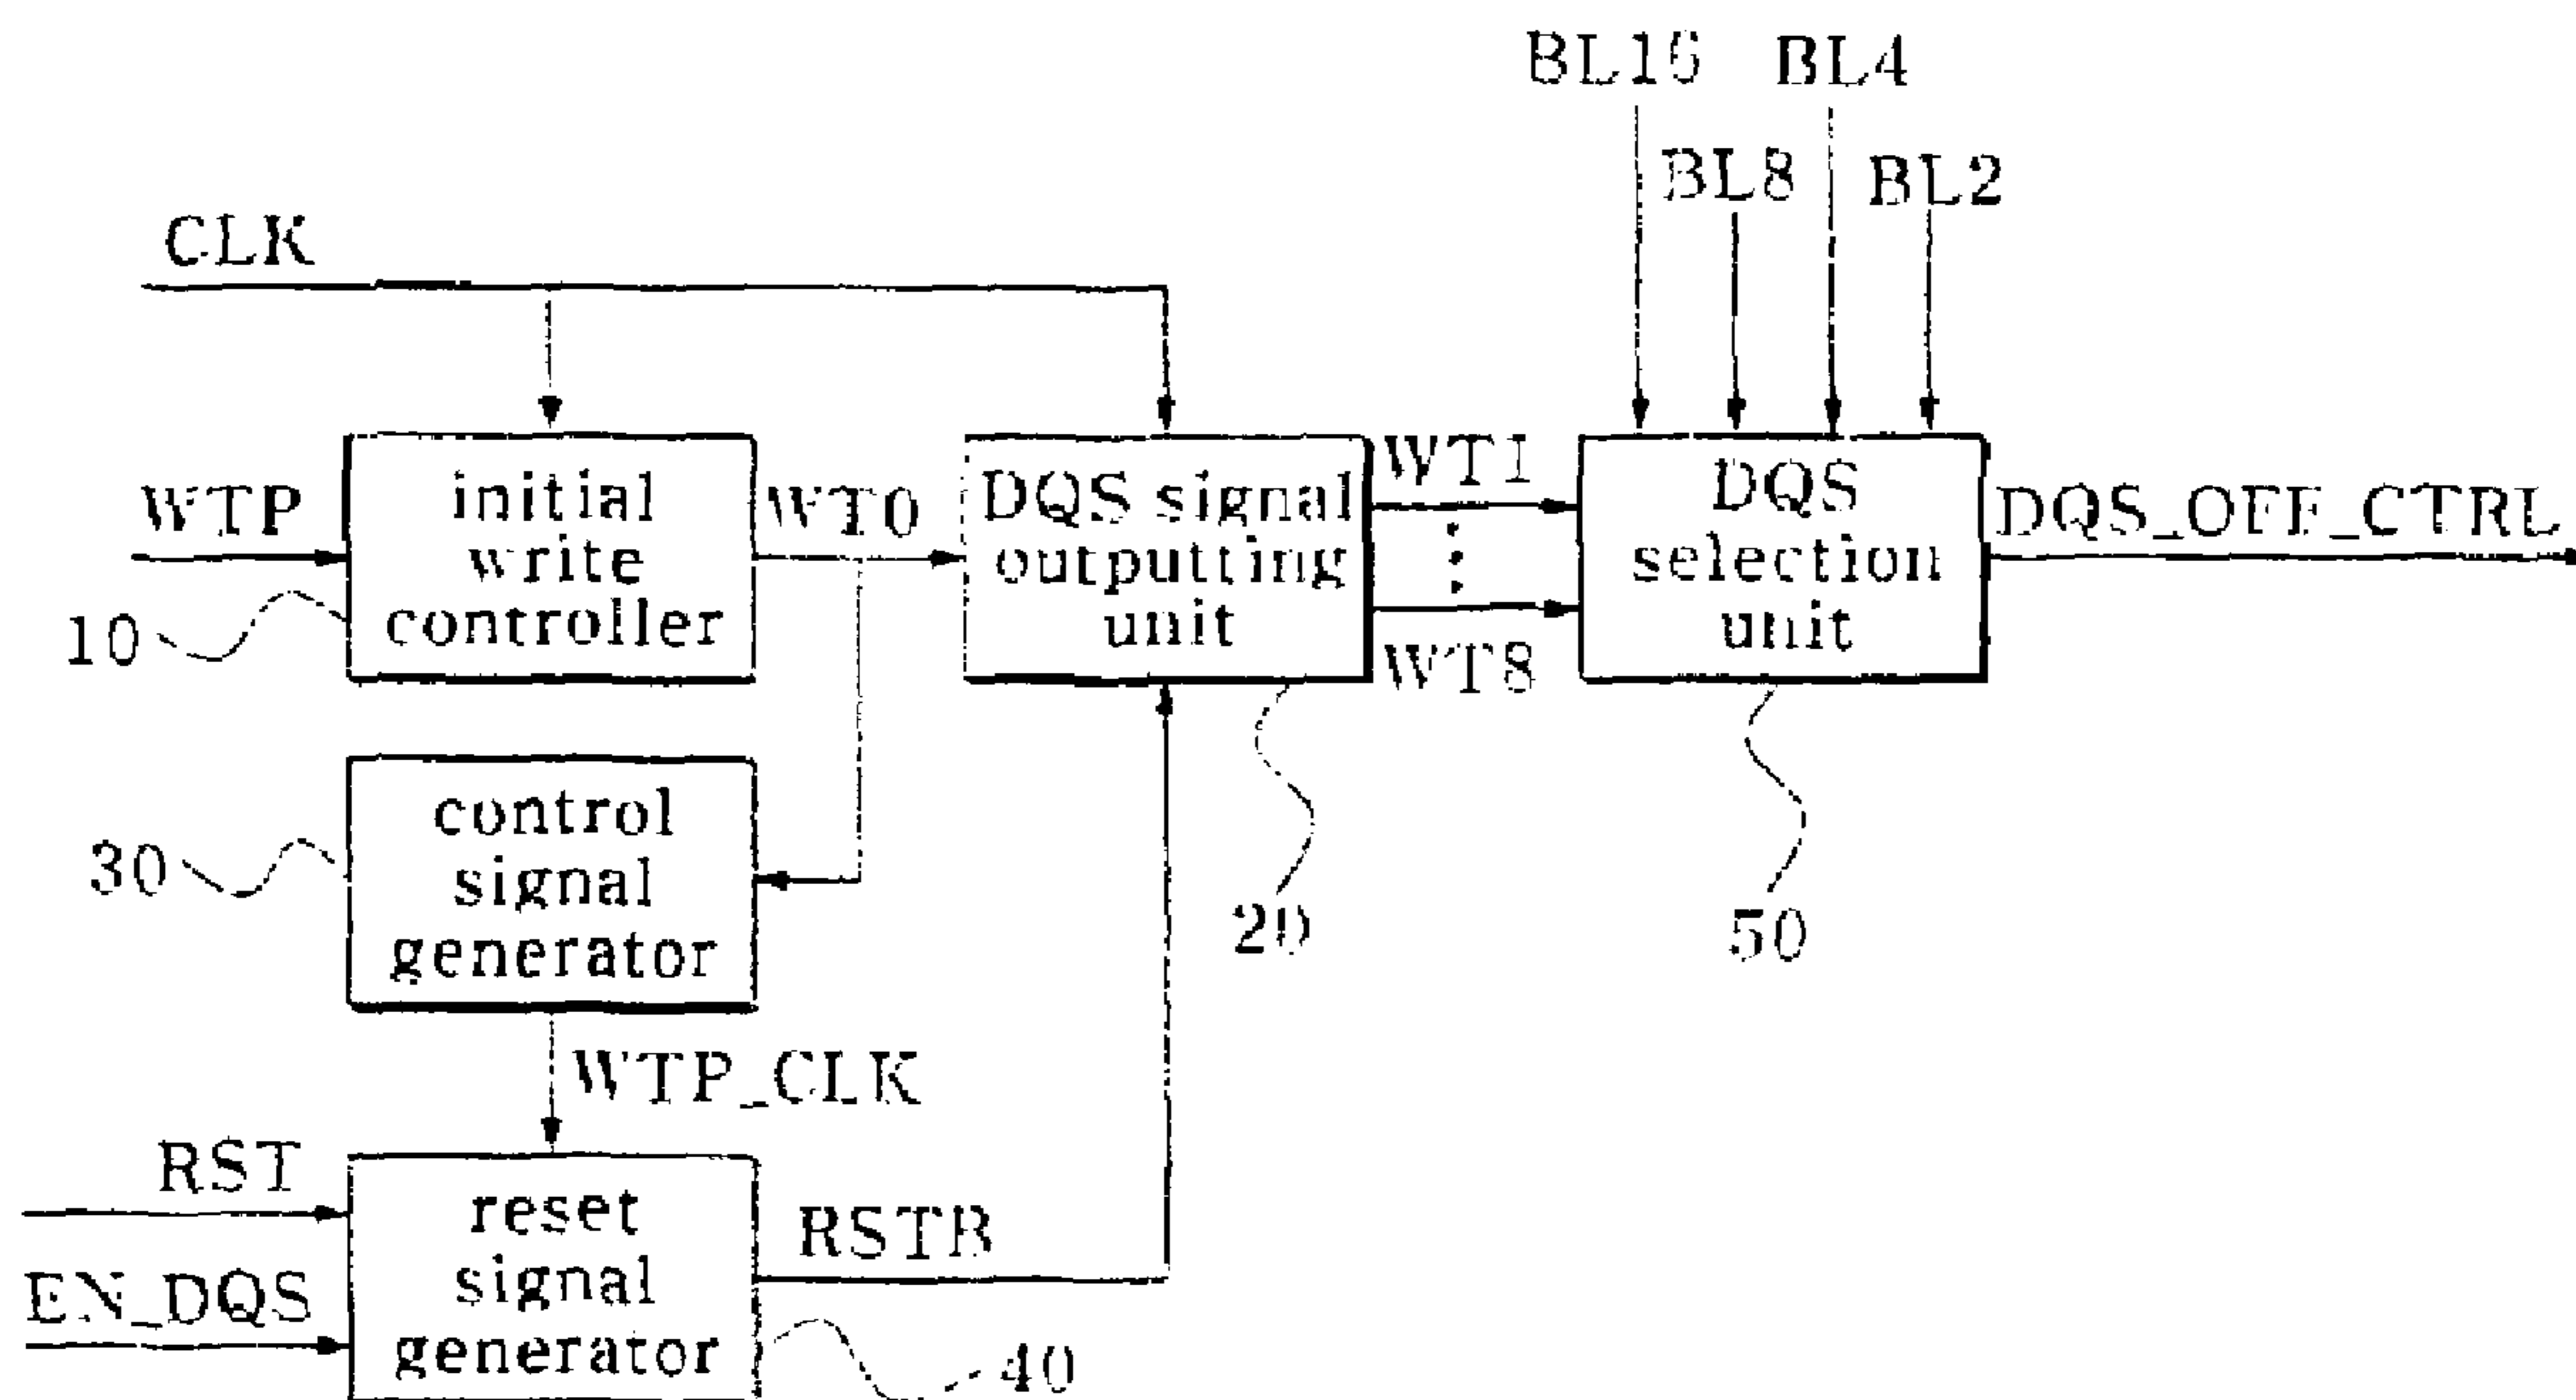 BL16 BL4
BL8 BL2
CLK
WTP
initial
write
controller
10
WT0
DQS signal
outputting
unit
20
WT1
WT8
DQS
selection
unit
50
DQS_OFF_CTRL
control
signal
generator
30
WTP_CLK
RST
EN_DQS
reset
signal
generator
40
RSTB